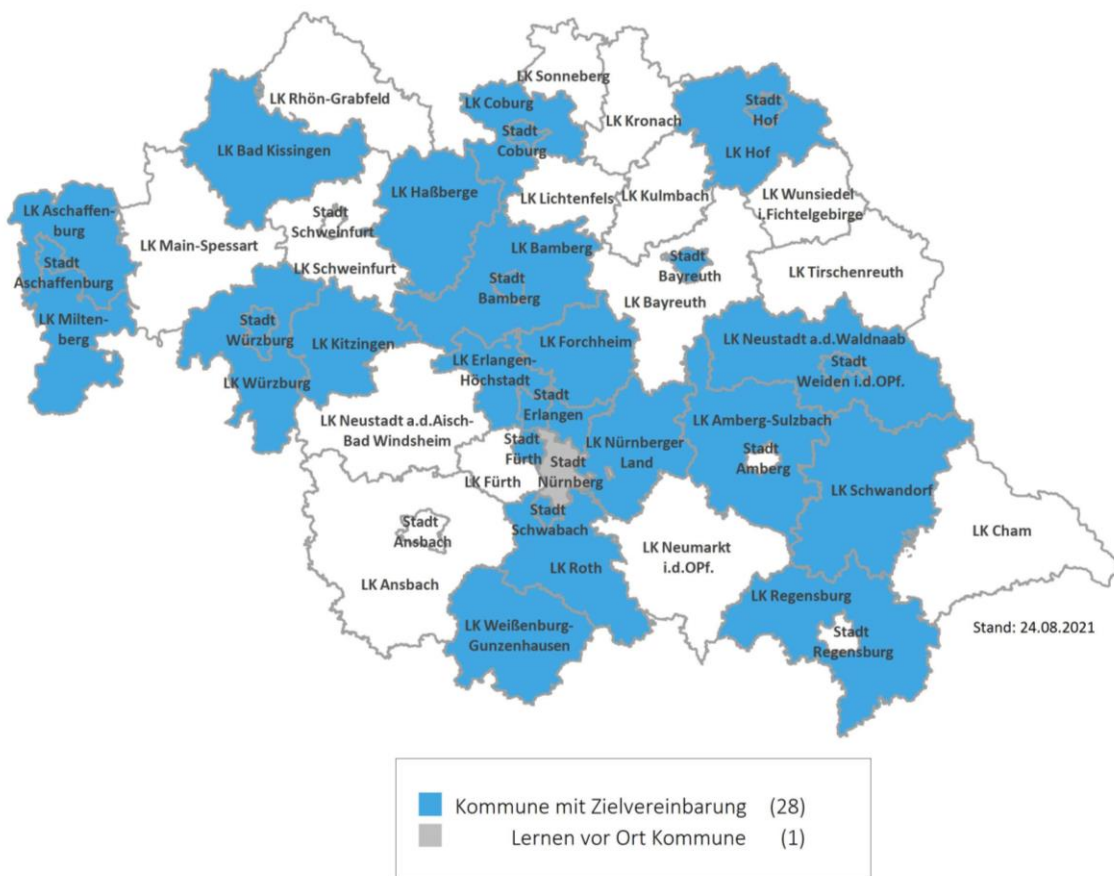 LK Sonneberg
LK Rhön-Grabfeld
LK Coburg
Stadt
Hof
LK Kronach
Stadt
Coburg
LK Bad Kissingen
LK Hof
LK Haßberge
LK Lichtenfels
LK Kulmbach
LK Wunsiedel
i.Fichtelgebirge
LK Aschaffen-
burg
Stadt
Schweinfurt
LK Main-Spessart
LK Bamberg
Stadt
Bayreuth
Stadt
Aschaffenburg
LK Schweinfurt
Stadt
Bamberg
LK Tirschenreuth
LK Bayreuth
LK Milten-
berg
Stadt
Würzburg
LK Kitzingen
LK Forchheim
LK Neustadt a.d.Waldnaab
LK Erlangen-
Höchstadt
Stadt
Weiden i.d.OPf.
LK Würzburg
Stadt
Erlangen
LK Neustadt a.d.Aisch-
Bad Windsheim
LK Amberg-Sulzbach
Stadt
Fürth
LK Nürnberger
Land
Stadt
Amberg
Stadt
Nürnberg
LK Fürth
LK Schwandorf
Stadt
Schwabach
Stadt
Ansbach
LK Cham
LK Neumarkt
i.d.OPf.
LK Roth
LK Ansbach
LK Regensburg
LK Weißenburg-
Gunzenhausen
Stadt
Regensburg
Stand: 24.08.2021
Kommune mit Zielvereinbarung (28)
Lernen vor Ort Kommune (1)